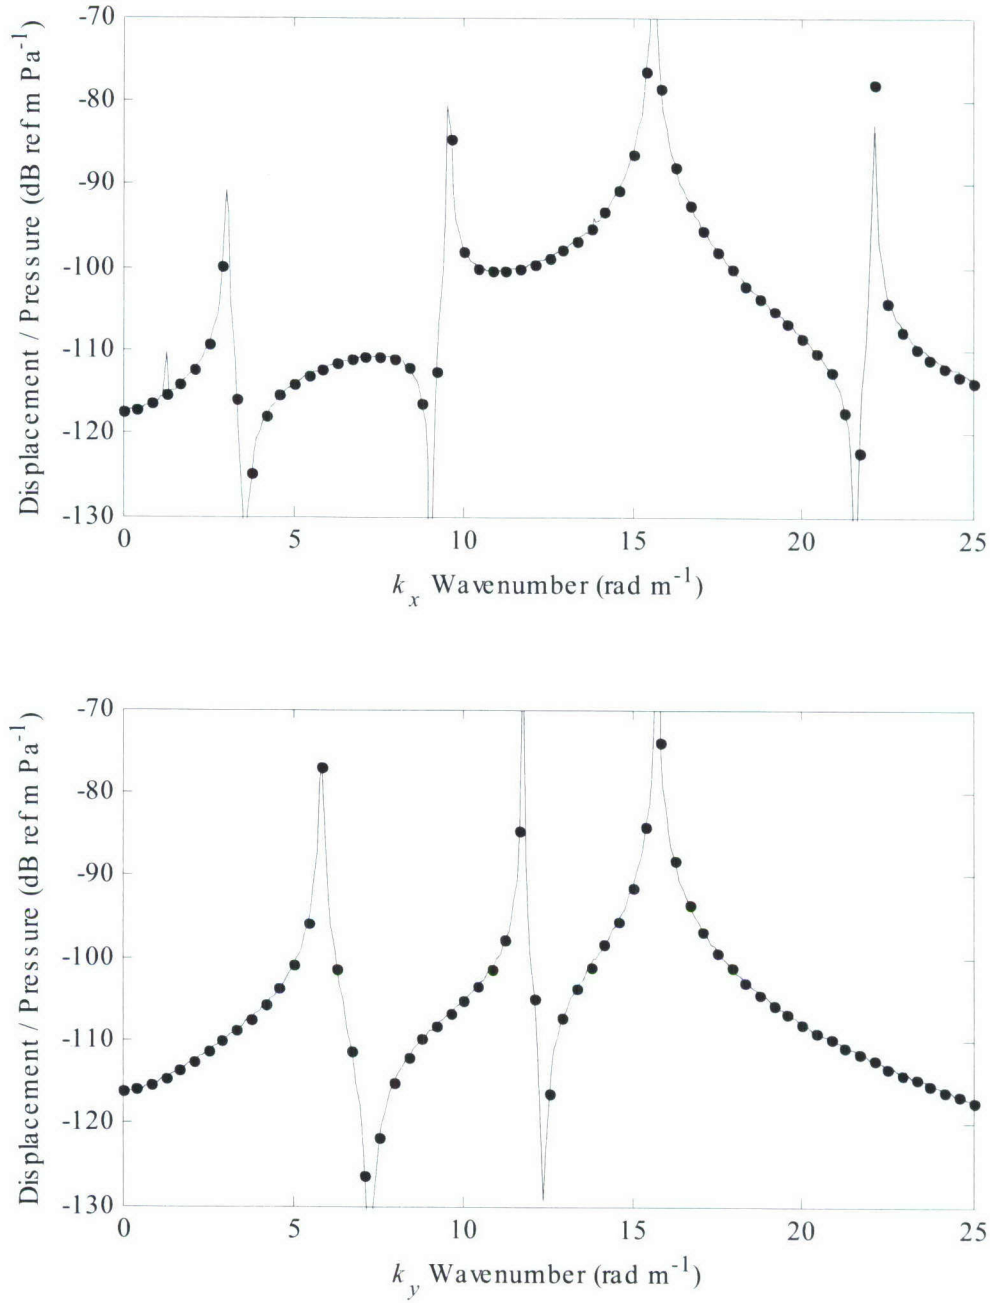 Displacement / Pressure (dB ref m Pa-1)
-70
-80
-90
-100
-110
-120
-130
0 5 10 15 20 25
kx Wavenumber (rad m-1)
Displacement / Pressure (dB ref m Pa-1)
-70
-80
-90
-100
-110
-120
-130
0 5 10 15 20 25
ky Wavenumber (rad m-1)